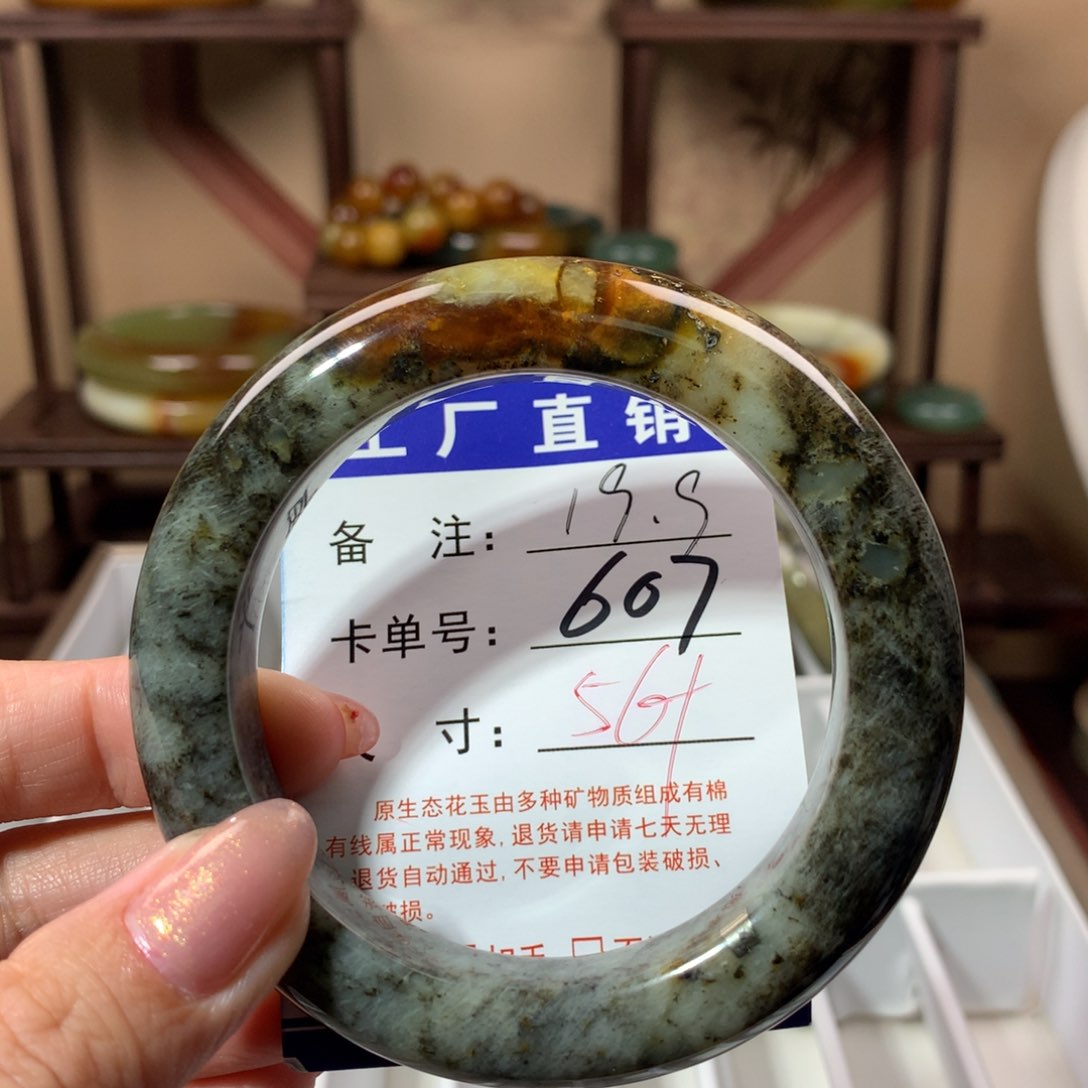 工厂直销
备 注: 19.9
卡单号: 607
寸: 56+
原生态花玉由多种矿物质组成有棉
有线属正常现象,退货请申请七天无理
退货自动通过,不要申请包装破损、
破损。